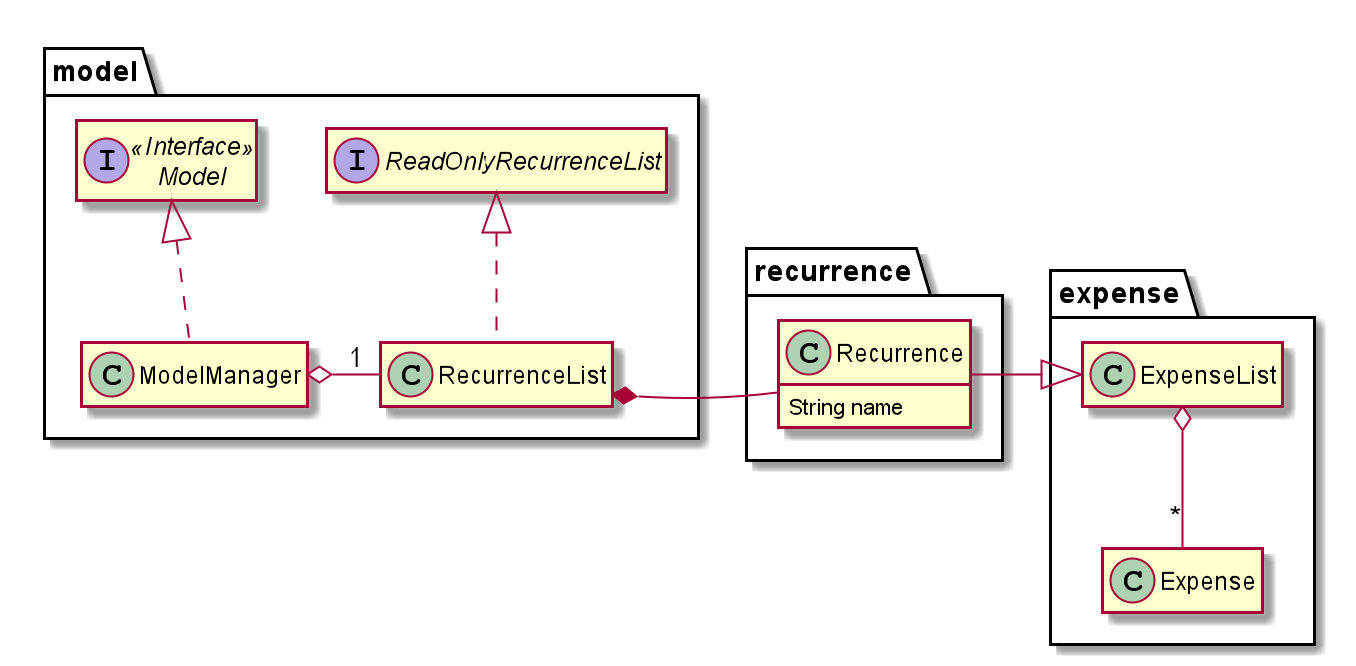 model
I «Interface»
Model
I ReadOnlyRecurrenceList
recurrence
expense
C ModelManager
1
C RecurrenceList
C Recurrence
String name
C ExpenseList
*
C Expense